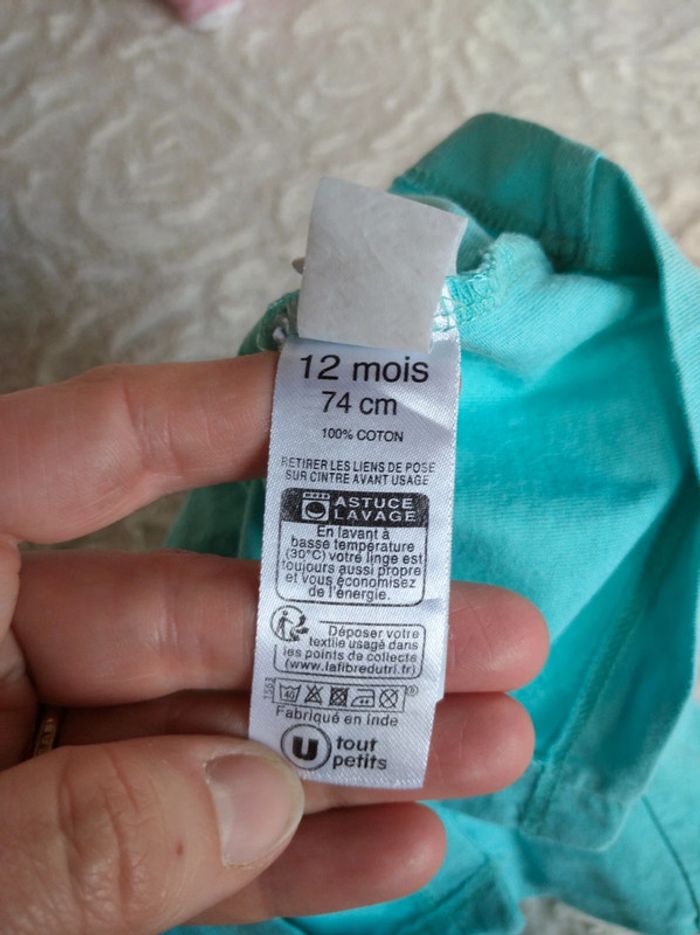 12 mois
74 cm
100% COTON
RETIRER LES LIENS DE POSE
SUR CINTRE AVANT USAGE
ASTUCE
LAVAGE
En lavant à
basse température
(30°C) votre linge est
toujours aussi propre
et vous économisez
de l'énergie.
Déposer votre
textile usagé dans
les points de collecte
(www.lafibredutri.fr)
40
Fabriqué en Inde
U tout
petits